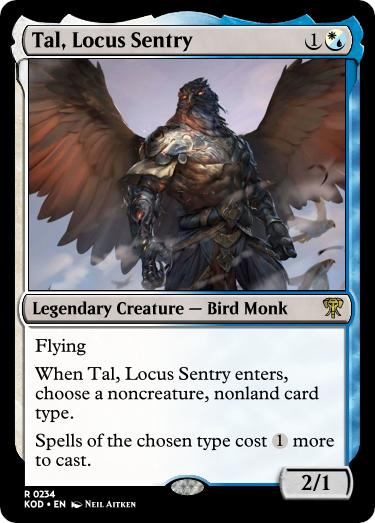 Tal, Locus Sentry 1
Legendary Creature — Bird Monk
Flying
When Tal, Locus Sentry enters,
choose a noncreature, nonland card
type.
Spells of the chosen type cost 1 more
to cast.
2/1
R 0234
KOD • EN Neil Aitken